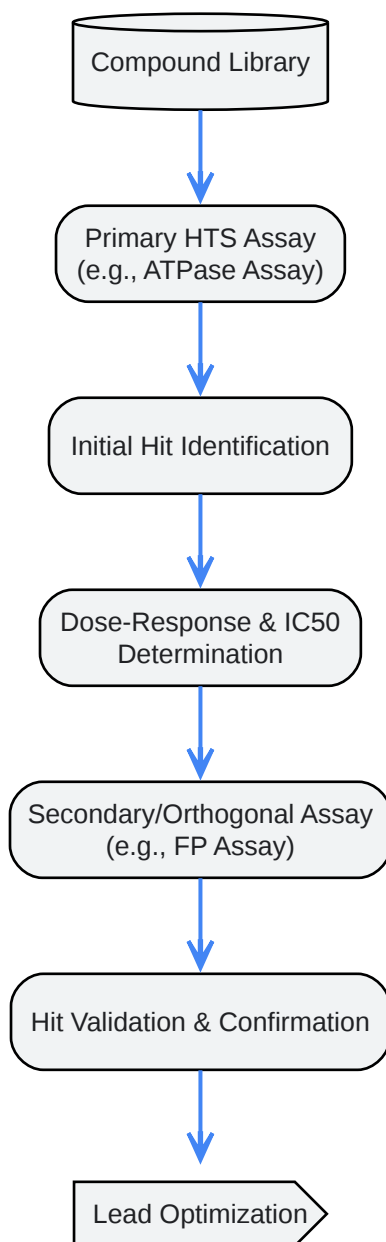 Compound Library
Primary HTS Assay
(e.g., ATPase Assay)
Initial Hit Identification
Dose-Response & IC50
Determination
Secondary/Orthogonal Assay
(e.g., FP Assay)
Hit Validation & Confirmation
Lead Optimization